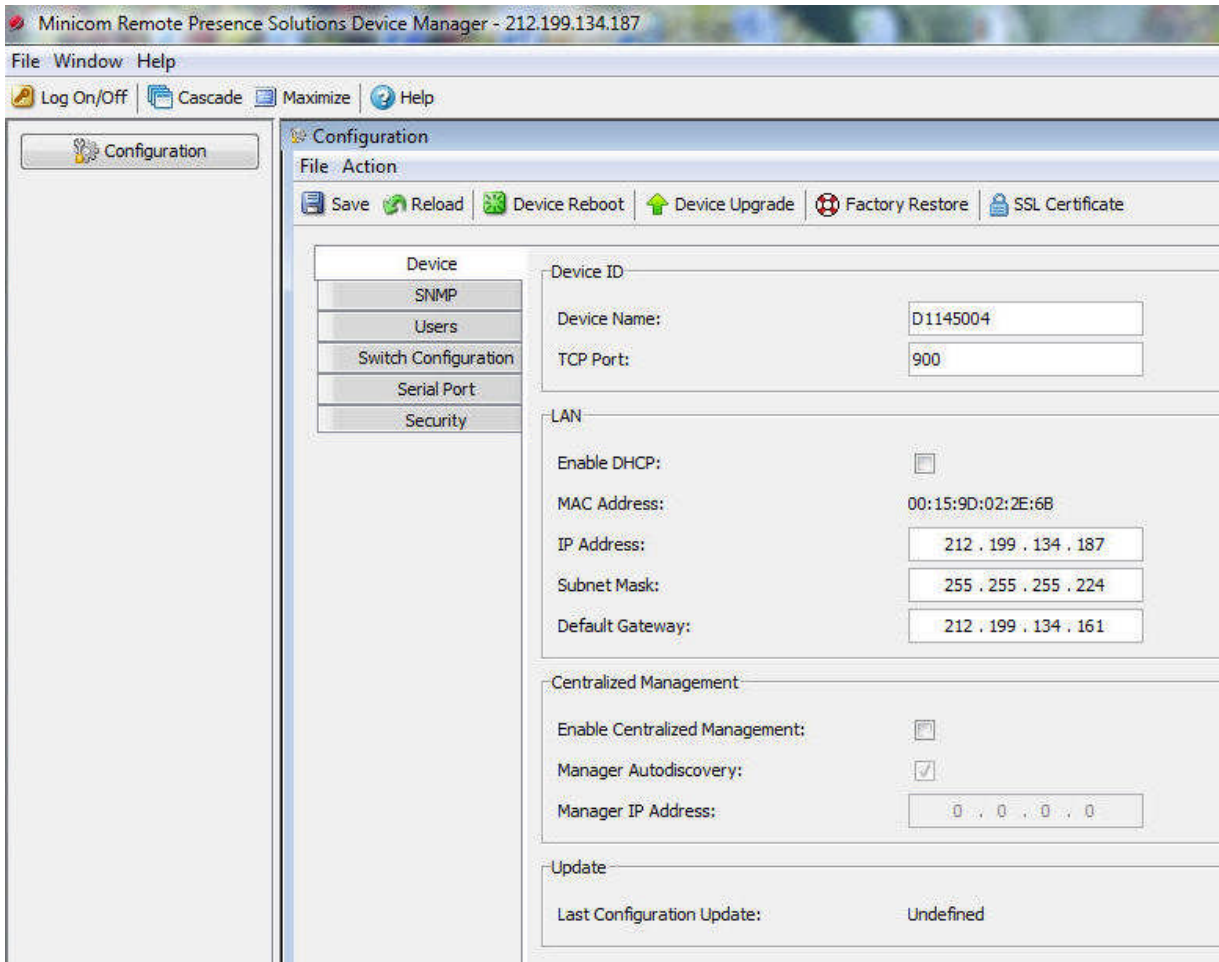 Minicom Remote Presence Solutions Device Manager - 212.199.134.187
File Window Help
Log On/Off Cascade Maximize Help
Configuration
Configuration
File Action
Save Reload Device Reboot Device Upgrade Factory Restore SSL Certificate
Device
SNMP
Users
Switch Configuration
Serial Port
Security
Device ID
Device Name: D1145004
TCP Port: 900
LAN
Enable DHCP:
MAC Address: 00:15:9D:02:2E:6B
IP Address: 212 . 199 . 134 . 187
Subnet Mask: 255 . 255 . 255 . 224
Default Gateway: 212 . 199 . 134 . 161
Centralized Management
Enable Centralized Management:
Manager Autodiscovery:
Manager IP Address: 0 . 0 . 0 . 0
Update
Last Configuration Update: Undefined